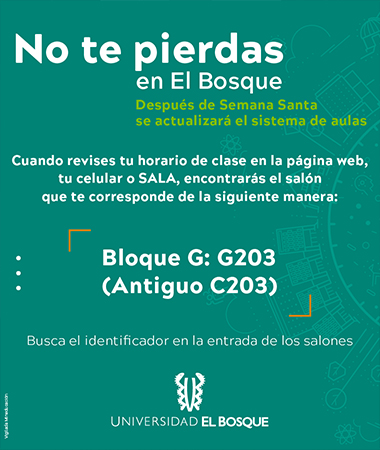 No te pierdas
en El Bosque
Después de Semana Santa
se actualizará el sistema de aulas
Cuando revises tu horario de clase en la página web,
tu celular o SALA, encontrarás el salón
que te corresponde de la siguiente manera:
Bloque G: G203
(Antiguo C203)
Busca el identificador en la entrada de los salones
UNIVERSIDAD EL BOSQUE
Vigilada Mineducación